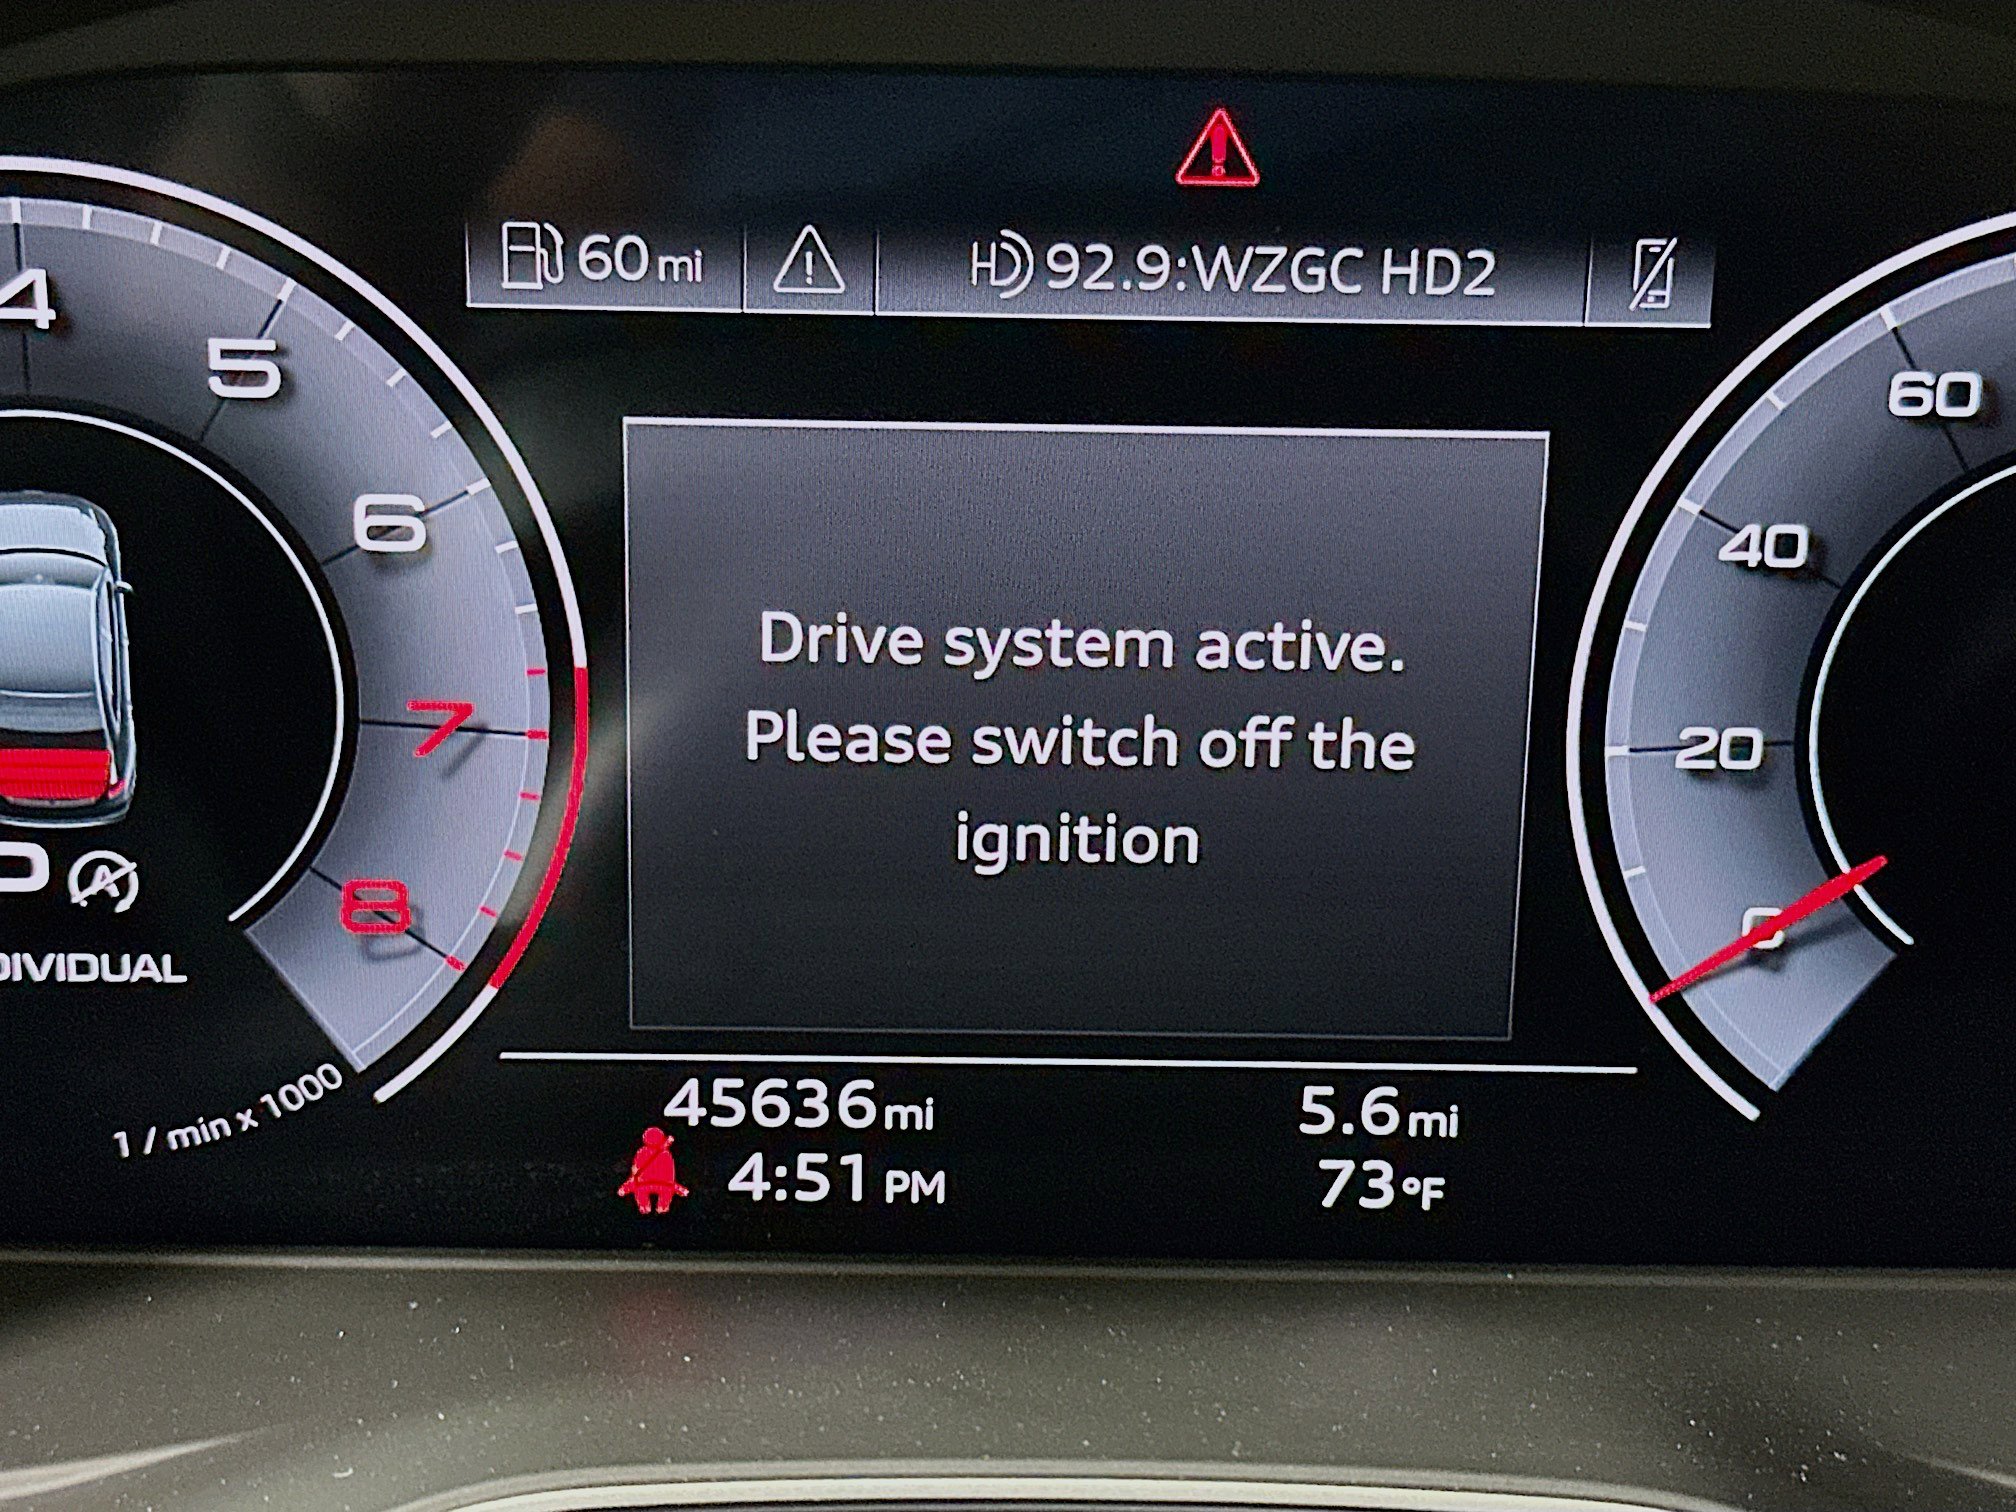 60 mi
92.9:WZGC HD2
4
5
6
7
8
60
40
20
0
Drive system active.
Please switch off the
ignition
A
DIVIDUAL
1 / min x 1000
45636 mi
5.6 mi
4:51 PM
73°F